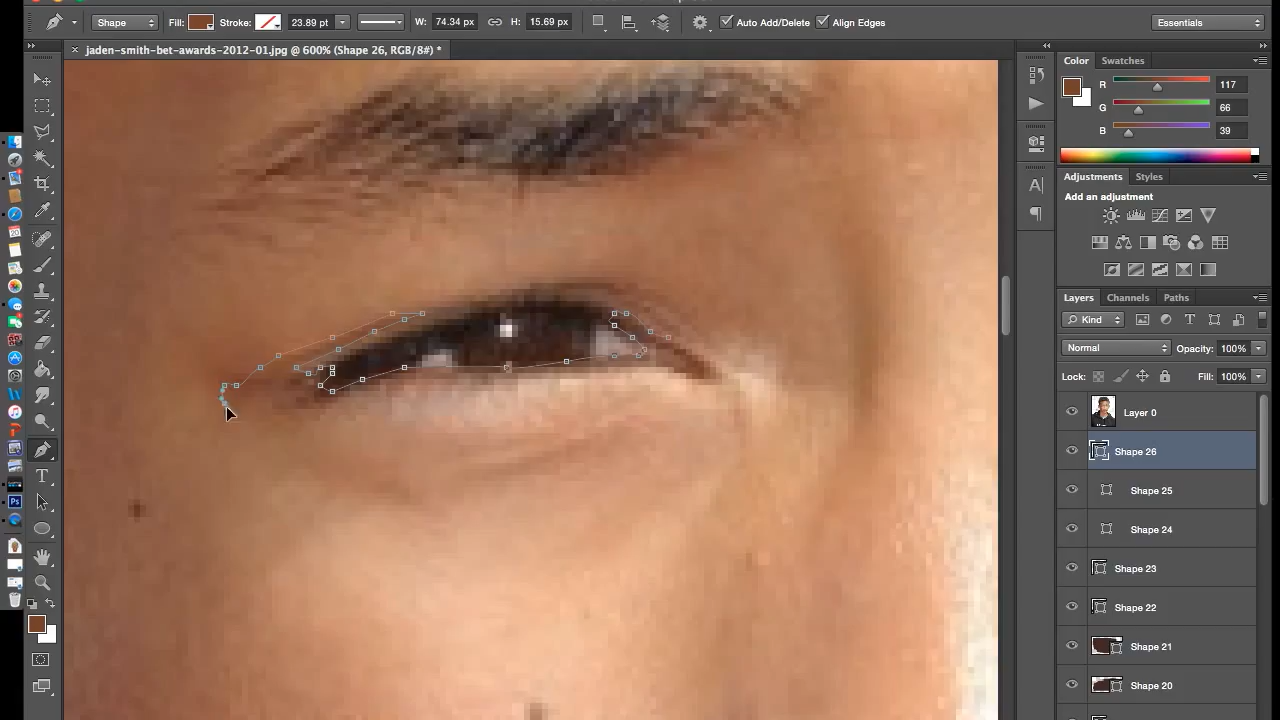 Shape Fill: Stroke: 23.89 pt W: 74.34 px H: 15.69 px Auto Add/Delete Align Edges Essentials
jaden-smith-bet-awards-2012-01.jpg @ 600% (Shape 26, RGB/8#) *
Color Swatches
R 117
G 66
B 39
Adjustments Styles
Add an adjustment
Layers Channels Paths
Kind
Normal Opacity: 100%
Lock: Fill: 100%
Layer 0
Shape 26
Shape 25
Shape 24
Shape 23
Shape 22
Shape 21
Shape 20